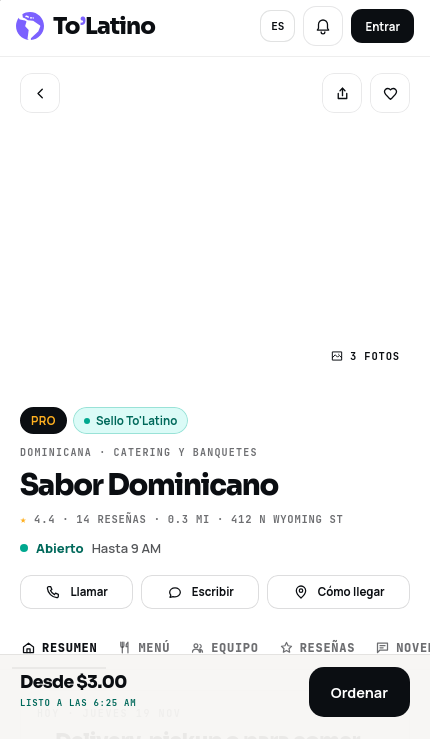 To'Latino
ES
Entrar
3 FOTOS
PRO
Sello To'Latino
DOMINICANA · CATERING Y BANQUETES
Sabor Dominicano
★ 4.4 · 14 RESEÑAS · 0.3 MI · 412 N WYOMING ST
Abierto Hasta 9 AM
Llamar
Escribir
Cómo llegar
RESUMEN
MENÚ
EQUIPO
RESEÑAS
Desde $3.00
LISTO A LAS 6:25 AM
Ordenar